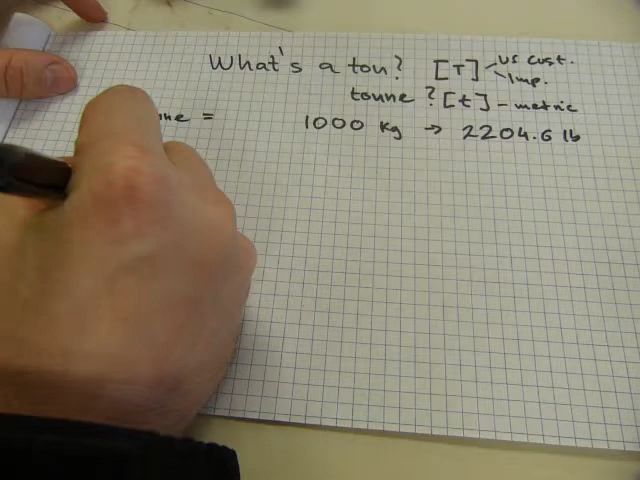 What's a ton? [T] US cust.
Imp.
tonne? [t] - metric
= 1000 kg → 2204.6 lb